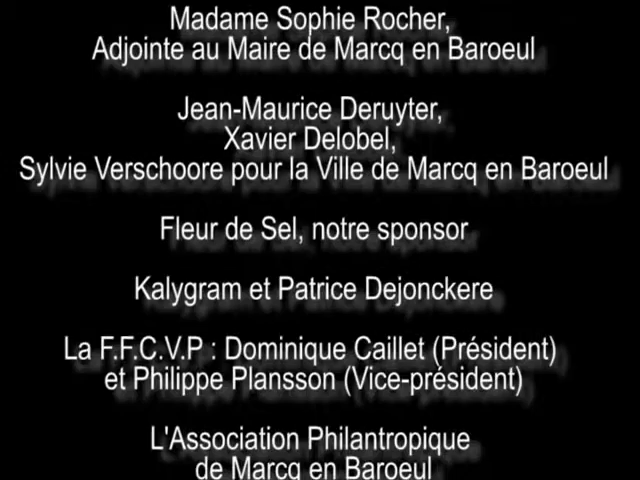 Madame Sophie Rocher,
Adjointe au Maire de Marcq en Baroeul
Jean-Maurice Deruyter,
Xavier Delobel,
Sylvie Verschoore pour la Ville de Marcq en Baroeul
Fleur de Sel, notre sponsor
Kalygram et Patrice Dejonckere
La F.F.C.V.P : Dominique Caillet (Président)
et Philippe Plansson (Vice-président)
L'Association Philantropique
de Marcq en Baroeul